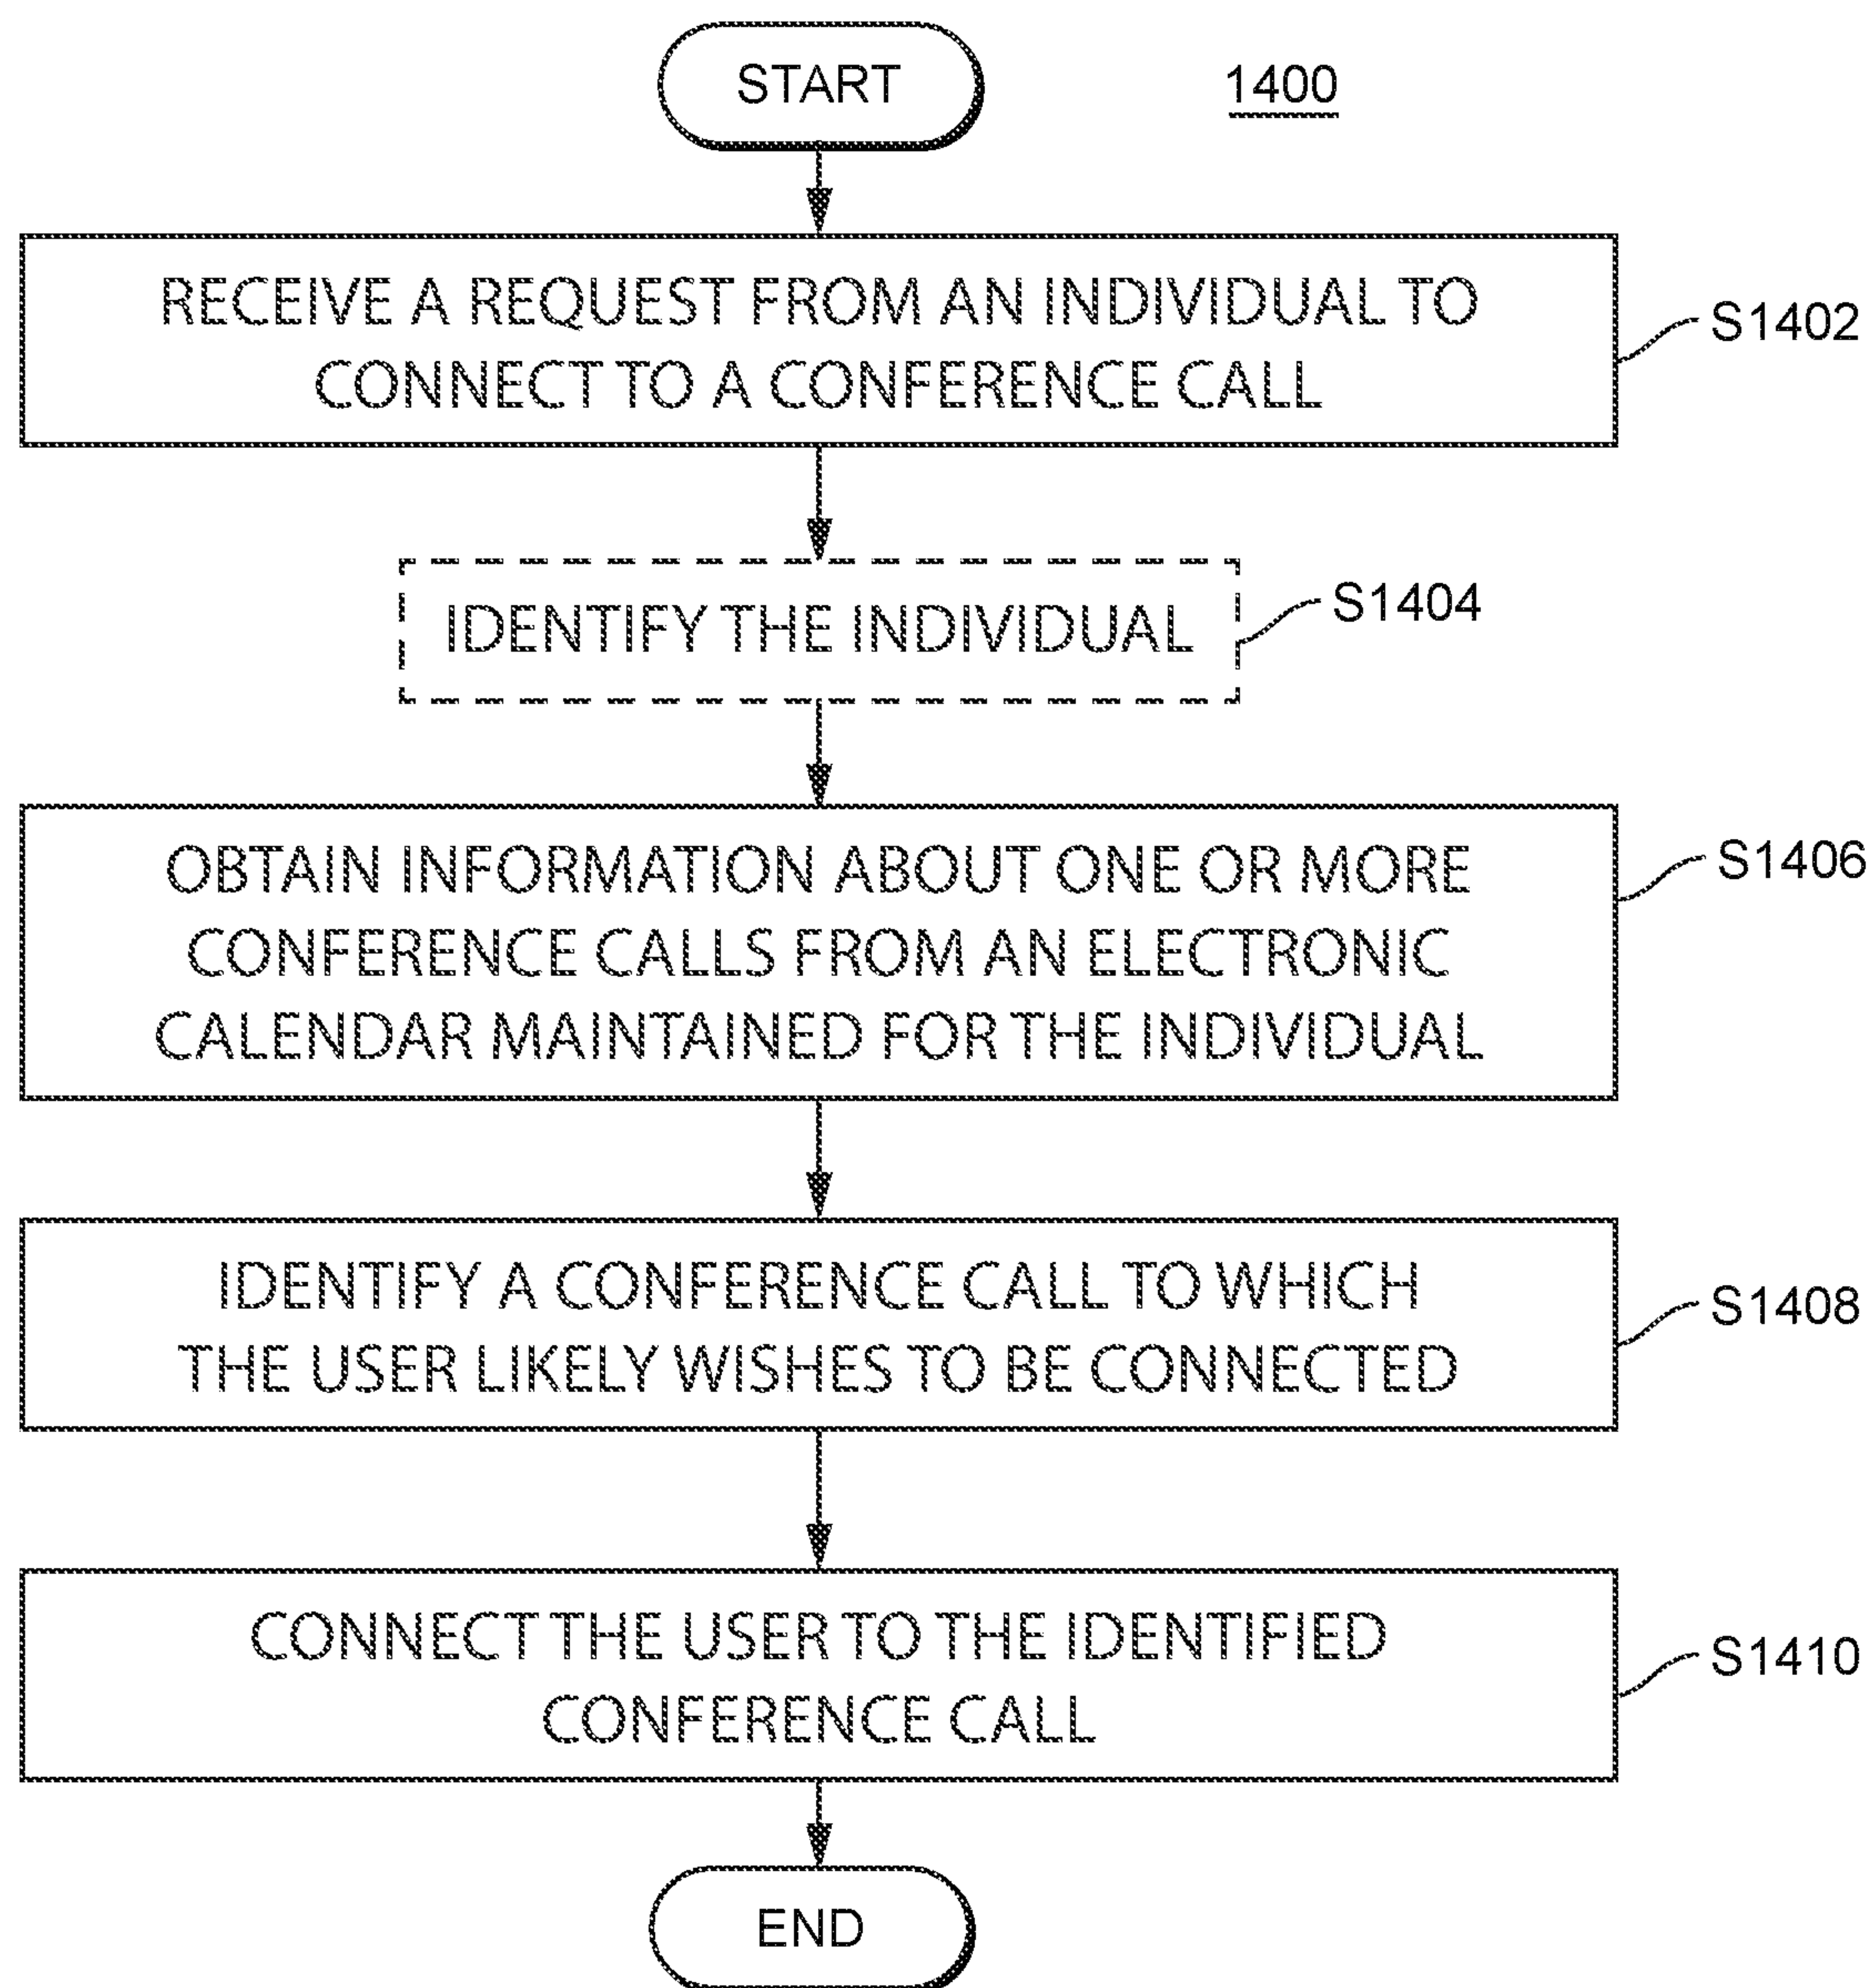 START
1400
RECEIVE A REQUEST FROM AN INDIVIDUAL TO
CONNECT TO A CONFERENCE CALL
S1402
IDENTIFY THE INDIVIDUAL
S1404
OBTAIN INFORMATION ABOUT ONE OR MORE
CONFERENCE CALLS FROM AN ELECTRONIC
CALENDAR MAINTAINED FOR THE INDIVIDUAL
S1406
IDENTIFY A CONFERENCE CALL TO WHICH
THE USER LIKELY WISHES TO BE CONNECTED
S1408
CONNECT THE USER TO THE IDENTIFIED
CONFERENCE CALL
S1410
END